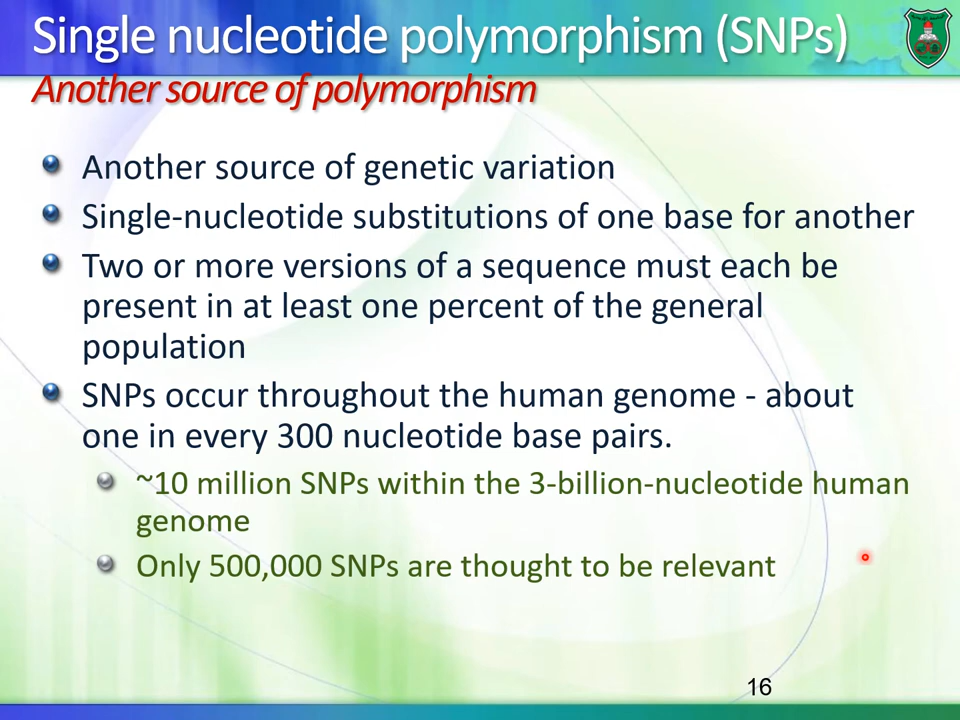 Single nucleotide polymorphism (SNPs)
Another source of polymorphism
Another source of genetic variation
Single-nucleotide substitutions of one base for another
Two or more versions of a sequence must each be
present in at least one percent of the general
population
SNPs occur throughout the human genome - about
one in every 300 nucleotide base pairs.
~10 million SNPs within the 3-billion-nucleotide human
genome
Only 500,000 SNPs are thought to be relevant
16